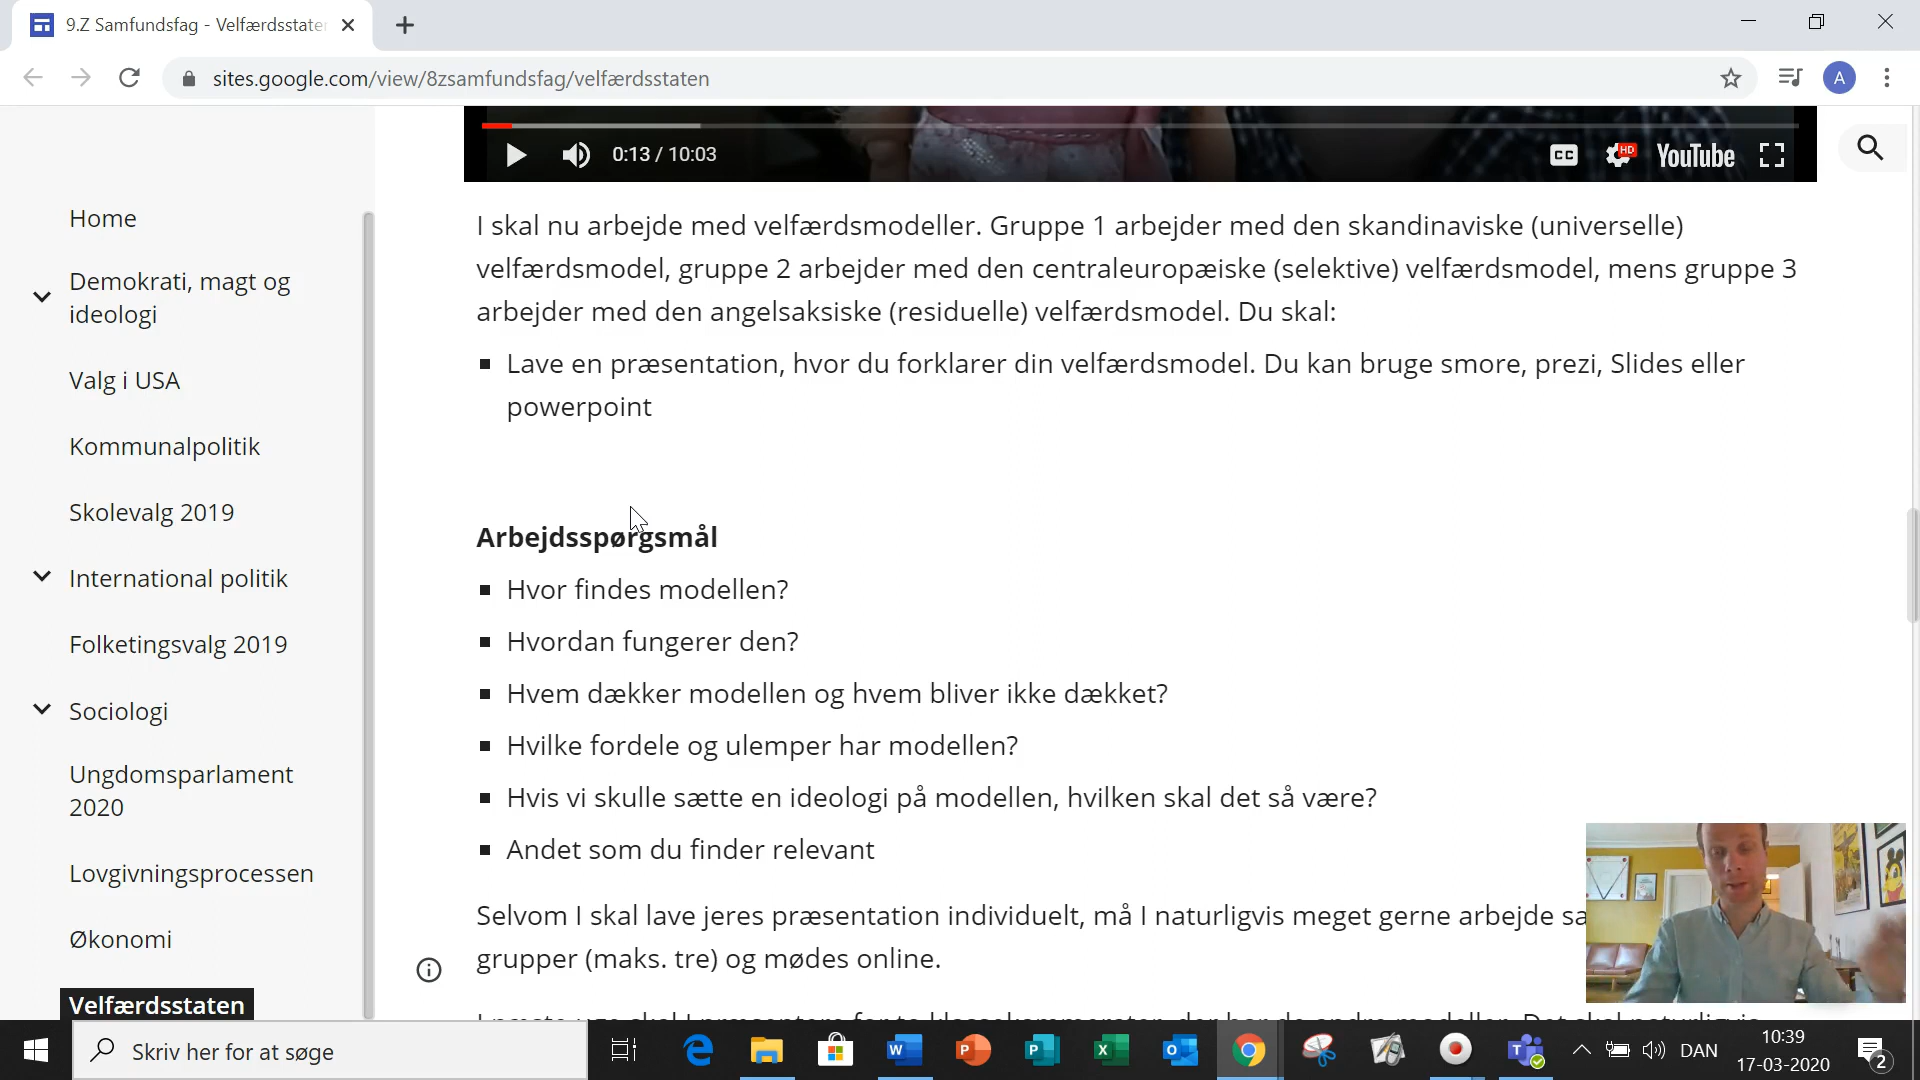 9.Z Samfundsfag - Velfærdsstaten
sites.google.com/view/8zsamfundsfag/velfærdsstaten
A
0:13 / 10:03
CC
HD
YouTube
Home
Demokrati, magt og
ideologi
Valg i USA
Kommunalpolitik
Skolevalg 2019
International politik
Folketingsvalg 2019
Sociologi
Ungdomsparlament
2020
Lovgivningsprocessen
Økonomi
Velfærdsstaten
I skal nu arbejde med velfærdsmodeller. Gruppe 1 arbejder med den skandinaviske (universelle)
velfærdsmodel, gruppe 2 arbejder med den centraleuropæiske (selektive) velfærdsmodel, mens gruppe 3
arbejder med den angelsaksiske (residuelle) velfærdsmodel. Du skal:
Lave en præsentation, hvor du forklarer din velfærdsmodel. Du kan bruge smore, prezi, Slides eller
powerpoint
Arbejdsspørgsmål
Hvor findes modellen?
Hvordan fungerer den?
Hvem dækker modellen og hvem bliver ikke dækket?
Hvilke fordele og ulemper har modellen?
Hvis vi skulle sætte en ideologi på modellen, hvilken skal det så være?
Andet som du finder relevant
Selvom I skal lave jeres præsentation individuelt, må I naturligvis meget gerne arbejde sa
grupper (maks. tre) og mødes online.
Skriv her for at søge
DAN
10:39
17-03-2020
2